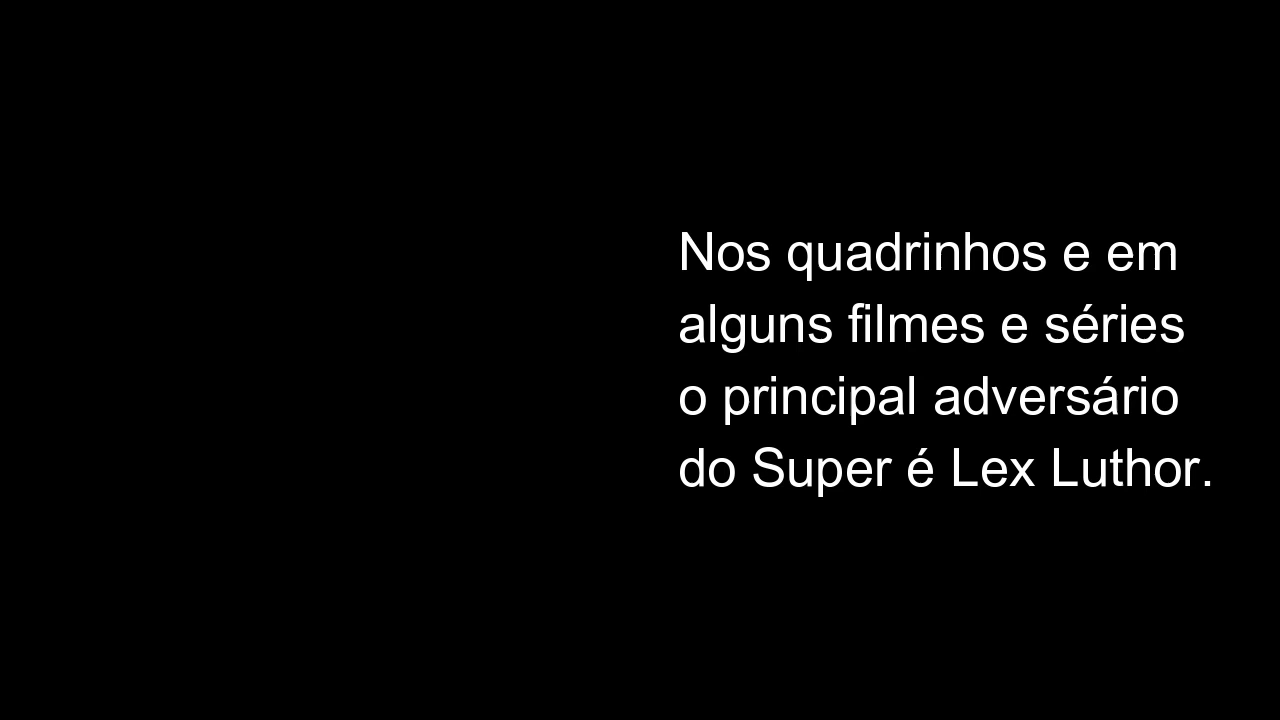 Nos quadrinhos e em
alguns filmes e séries
o principal adversário
do Super é Lex Luthor.